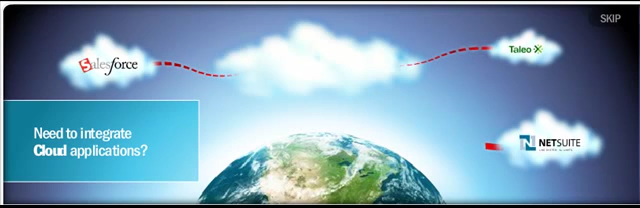 SKIP
Salesforce
Taleo
Need to integrate
Cloud applications?
N NETSUITE